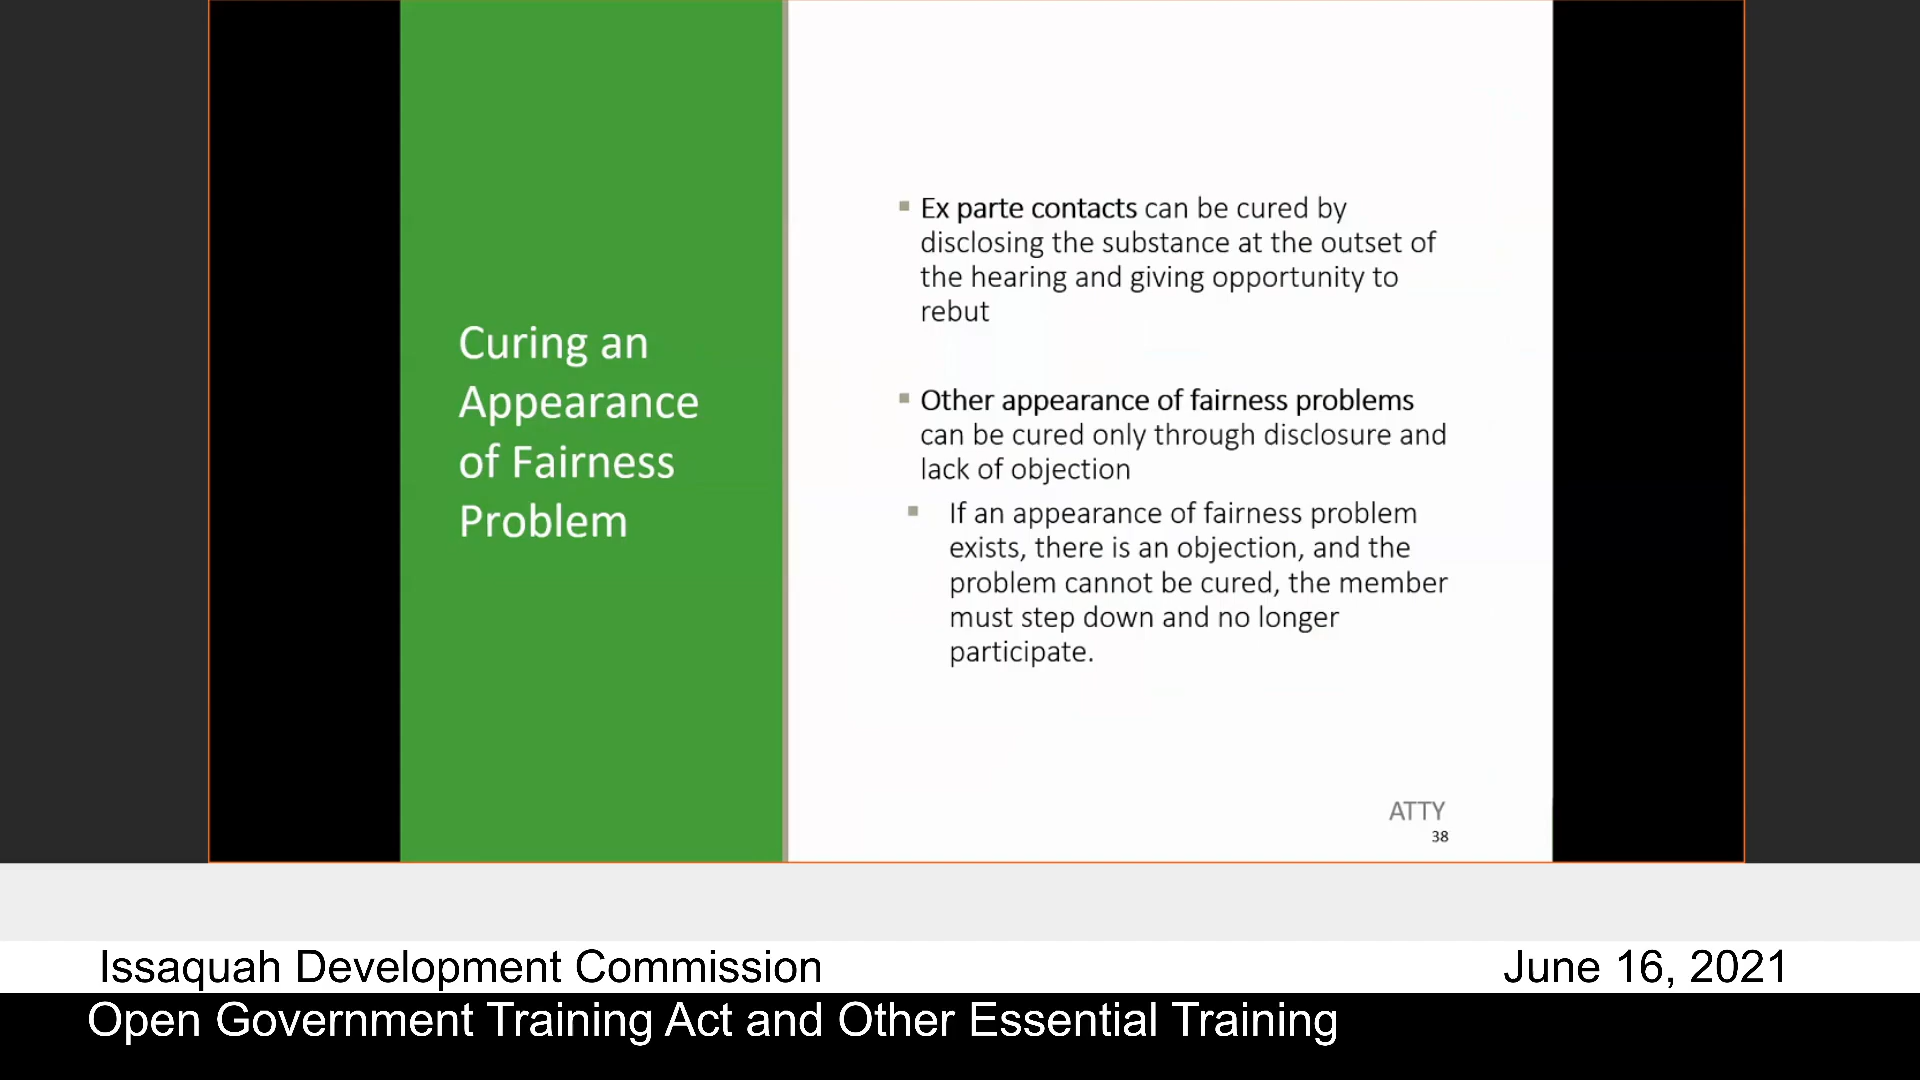 Curing an
Appearance
of Fairness
Problem
Ex parte contacts can be cured by
disclosing the substance at the outset of
the hearing and giving opportunity to
rebut
Other appearance of fairness problems
can be cured only through disclosure and
lack of objection
If an appearance of fairness problem
exists, there is an objection, and the
problem cannot be cured, the member
must step down and no longer
participate.
ATTY
38
Issaquah Development Commission June 16, 2021
Open Government Training Act and Other Essential Training